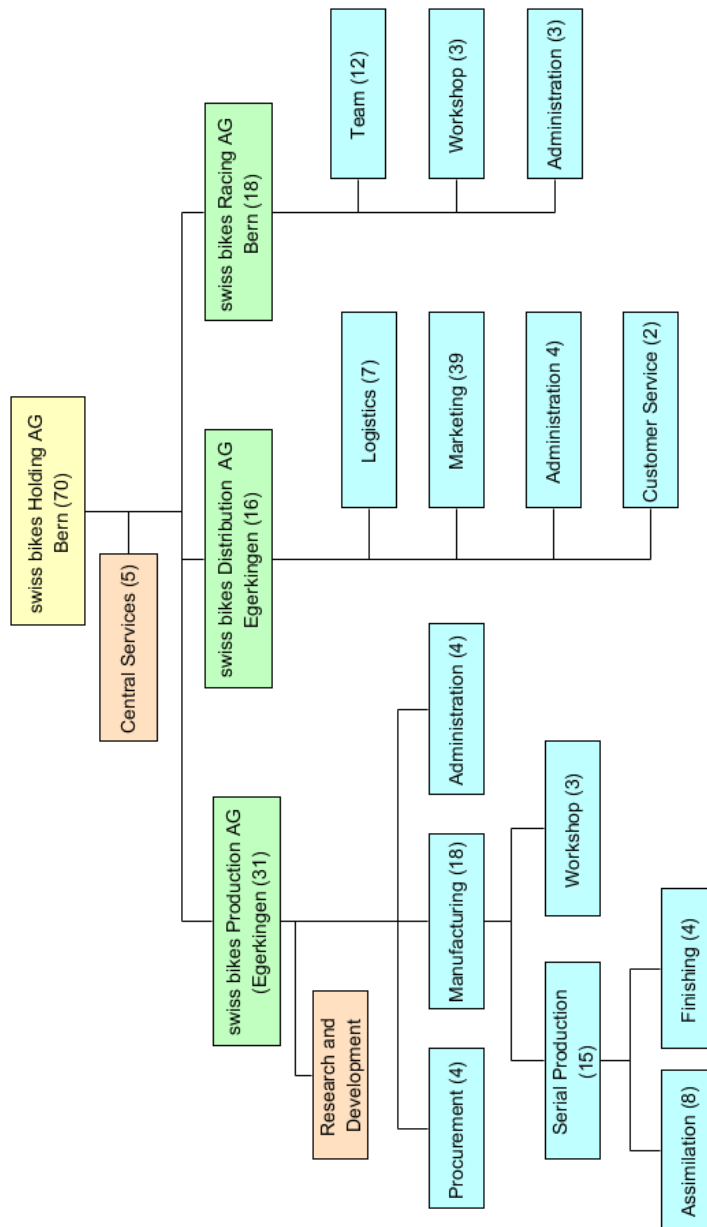 swiss bikes Holding AG
Bern (70)
Central Services (5)
swiss bikes Production AG
(Egerkingen (31)
swiss bikes Distribution AG
Egerkingen (16)
swiss bikes Racing AG
Bern (18)
Research and
Development
Procurement (4)
Manufacturing (18)
Administration (4)
Serial Production
(15)
Workshop (3)
Assimilation (8)
Finishing (4)
Logistics (7)
Marketing (39
Administration 4)
Customer Service (2)
Team (12)
Workshop (3)
Administration (3)